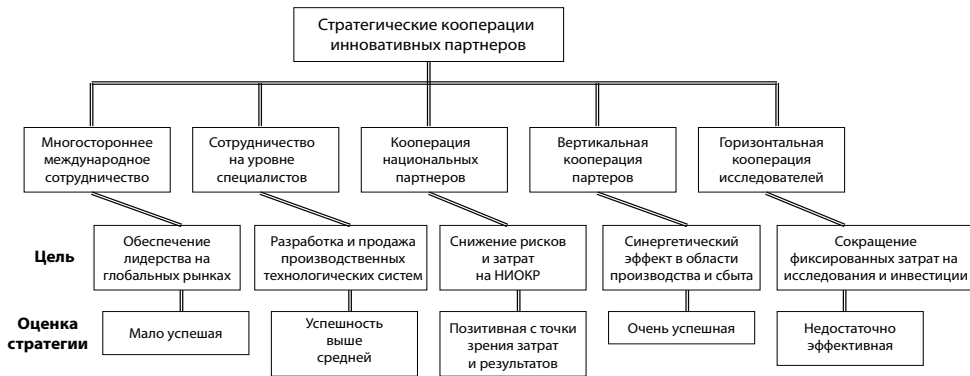 Стратегические кооперации
инновативных партнеров
Многостороннее
международное
сотрудничество
Сотрудничество
на уровне
специалистов
Кооперация
национальных
партнеров
Вертикальная
кооперация
партеров
Горизонтальная
кооперация
исследователей
Цель
Обеспечение
лидерства на
глобальных рынках
Разработка и продажа
производственных
технологических систем
Снижение рисков
и затрат
на НИОКР
Синергетический
эффект в области
производства и сбыта
Сокращение
фиксированных затрат на
исследования и инвестиции
Оценка
стратегии
Мало успешая
Успешность
выше
средней
Позитивная с точки
зрения затрат
и результатов
Очень успешная
Недостаточно
эффективная